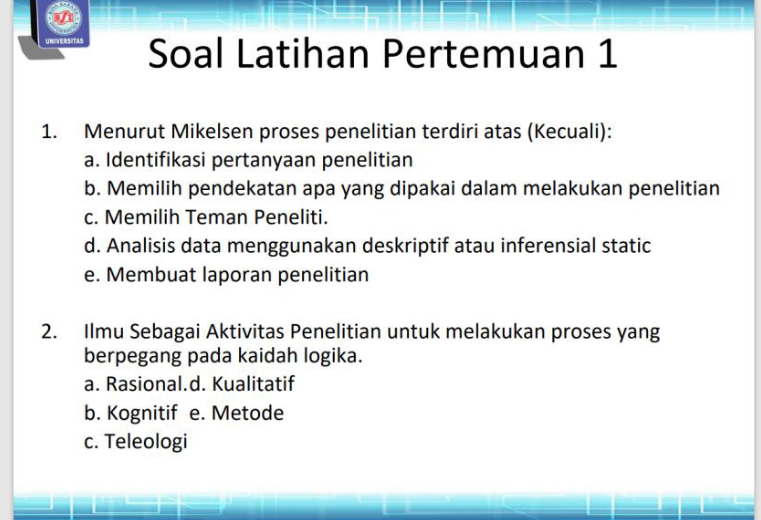 UNIVERSITAS
Soal Latihan Pertemuan 1
1. Menurut Mikelsen proses penelitian terdiri atas (Kecuali):
a. Identifikasi pertanyaan penelitian
b. Memilih pendekatan apa yang dipakai dalam melakukan penelitian
c. Memilih Teman Peneliti.
d. Analisis data menggunakan deskriptif atau inferensial static
e. Membuat laporan penelitian
2. Ilmu Sebagai Aktivitas Penelitian untuk melakukan proses yang
berpegang pada kaidah logika.
a. Rasional.d. Kualitatif
b. Kognitif e. Metode
c. Teleologi